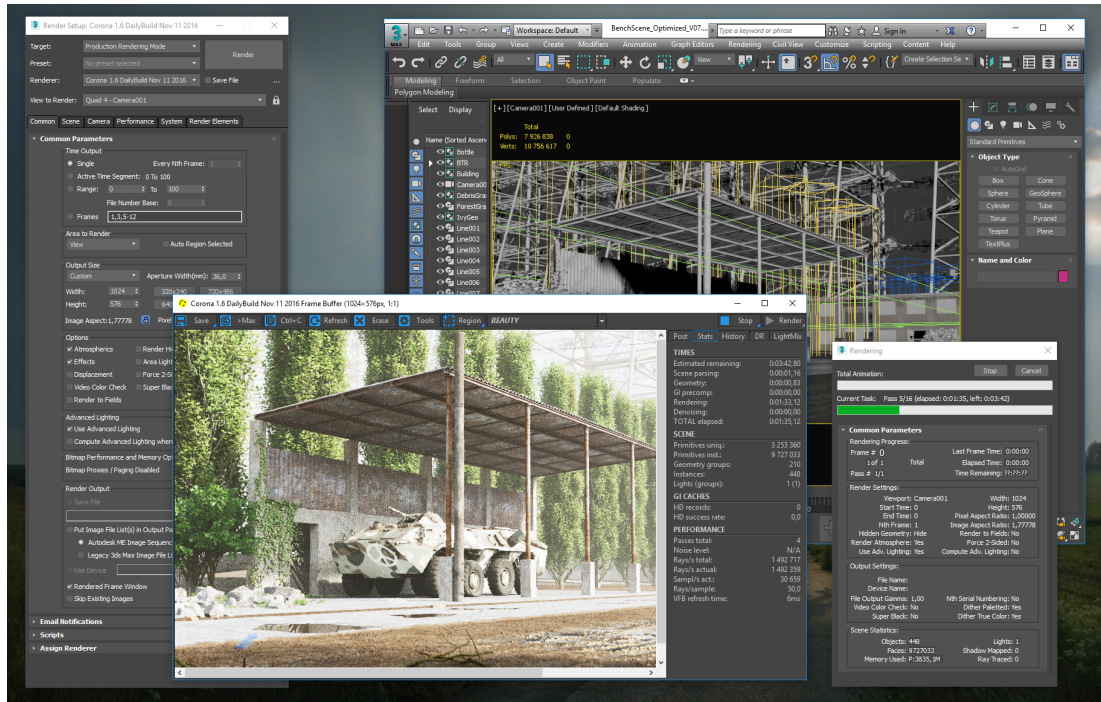 Render Setup: Corona 1.6 DailyBuild Nov 11 2016
Target: Production Rendering Mode
Render
Preset: No preset selected
Renderer: Corona 1.6 DailyBuild Nov 11 2016
Save File
...
View to Render: Quad 4 - Camera001
Common Scene Camera Performance System Render Elements
Common Parameters
Time Output
Single Every Nth Frame: 1
Active Time Segment: 0 To 100
Range: 0 To 100
File Number Base: 0
Frames 1,3,5-12
Area to Render
View Auto Region Selected
Output Size
Custom Aperture Width(mm): 36,0
Width: 1024 320x240 720x486
Height: 576
Image Aspect:1,77778
Options
Atmospherics
Effects Area Light
Displacement
Video Color Check
Render to Fields
Advanced Lighting
Use Advanced Lighting
Compute Advanced Lighting when
Bitmap Performance and Memory Op
Bitmap Proxies / Paging Disabled
Render Output
Save File
Put Image File List(s) in Output Pa
Autodesk ME Image Sequenc
Legacy 3ds Max Image File Li
Use Device
Rendered Frame Window
Skip Existing Images
Email Notifications
Scripts
Assign Renderer
3
MAX
Workspace: Default
BenchScene_Optimized_V07....
Type a keyword or phrase
Sign In
Edit Tools Group Views Create Modifiers Animation Graph Editors Rendering Civil View Customize Scripting Content Help
All
View
Create Selection Se
Modeling Freeform Selection Object Paint Populate
Polygon Modeling
Select Display
Name (Sorted Ascen
Bottle
BTR
Building
Camera00
DebrisGras
ForestGra
IvyGeo
Line001
Line002
Line003
Line004
Line005
Line006
Line007
[+] [Camera001] [User Defined] [Default Shading]
Total
Polys: 7 926 838 0
Verts: 10 756 617 0
Standard Primitives
Object Type
AutoGrid
Box Cone
Sphere GeoSphere
Cylinder Tube
Torus Pyramid
Teapot Plane
TextPlus
Name and Color
Corona 1.6 DailyBuild Nov 11 2016 Frame Buffer (1024×576px, 1:1)
Save >Max Ctrl+C Refresh Erase Tools Region BEAUTY Stop Render
Post Stats History DR LightMix
TIMES
Estimated remaining: 0:03:42,80
Scene parsing: 0:00:01,16
Geometry: 0:00:00,83
GI precomp: 0:00:00,00
Rendering: 0:01:33,12
Denoising: 0:00:00,00
TOTAL elapsed: 0:01:35,12
SCENE
Primitives uniq.: 3 253 360
Primitives inst.: 9 727 033
Geometry groups: 210
Instances: 448
Lights (groups): 1 (1)
GI CACHES
HD records: 0
HD success rate: 0,0
PERFORMANCE
Passes total: 4
Noise level: N/A
Rays/s total: 1 492 717
Rays/s actual: 1 492 359
Sampl/s act.: 30 659
Rays/sample: 50,0
VFB refresh time: 6ms
Rendering
Total Animation:
Stop Cancel
Current Task: Pass 5/16 (elapsed: 0:01:35, left: 0:03:42)
Common Parameters
Rendering Progress:
Frame # 0 Last Frame Time: 0:00:00
1 of 1 Total Elapsed Time: 0:00:00
Pass # 1/1 Time Remaining: ??:??:??
Render Settings:
Viewport: Camera001 Width: 1024
Start Time: 0 Height: 576
End Time: 0 Pixel Aspect Ratio: 1,00000
Nth Frame: 1 Image Aspect Ratio: 1,77778
Hidden Geometry: Hide Render to Fields: No
Render Atmosphere: Yes Force 2-Sided: No
Use Adv. Lighting: Yes Compute Adv. Lighting: No
Output Settings:
File Name:
Device Name:
File Output Gamma: 1,00 Nth Serial Numbering: No
Video Color Check: No Dither Paletted: Yes
Super Black: No Dither True Color: Yes
Scene Statistics:
Objects: 448 Lights: 1
Faces: 9727033 Shadow Mapped: 0
Memory Used: P:3835,1M Ray Traced: 0